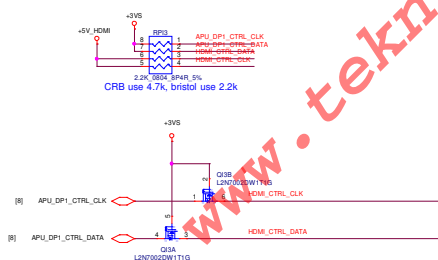 +3VS
+5V_HDMI
RPI3
8 1 APU_DP1_CTRL_CLK
7 2 APU_DP1_CTRL_DATA
6 3 HDMI_CTRL_CLK
5 4 HDMI_CTRL_DATA
2.2K_0804_8P4R_5%
CRB use 4.7k, bristol use 2.2k
+3VS
QI3B
L2N7002DW1T1G
2
[8] APU_DP1_CTRL_CLK 1 6 HDMI_CTRL_CLK
5
[8] APU_DP1_CTRL_DATA 4 3 HDMI_CTRL_DATA
QI3A
L2N7002DW1T1G
www.tekn